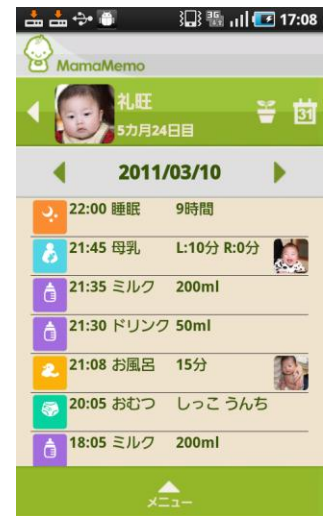 3G
17:08
MamaMemo
礼旺
5カ月24日目
31
2011/03/10
22:00 睡眠 9時間
21:45 母乳 L:10分 R:0分
21:35 ミルク 200ml
21:30 ドリンク 50ml
21:08 お風呂 15分
20:05 おむつ しっこ うんち
18:05 ミルク 200ml
メニュー